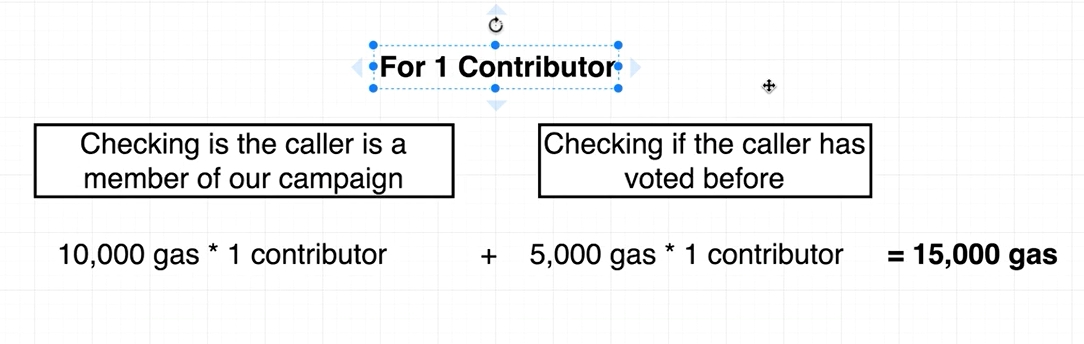 For 1 Contributor
Checking is the caller is a
member of our campaign
Checking if the caller has
voted before
10,000 gas * 1 contributor + 5,000 gas * 1 contributor = 15,000 gas